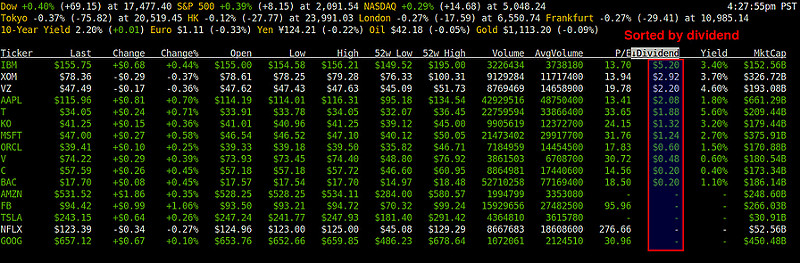 Dow +0.40% (+69.15) at 17,477.40 S&P 500 +0.39% (+8.15) at 2,091.54 NASDAQ +0.29% (+14.68) at 5,048.24 4:27:55pm PST
Tokyo -0.37% (-75.82) at 20,519.45 HK -0.12% (-27.77) at 23,991.03 London -0.27% (-17.59) at 6,550.74 Frankfurt -0.27% (-29.41) at 10,985.14
10-Year Yield 2.20% (+0.01) Euro $1.11 (-0.33%) Yen ¥124.21 (-0.22%) Oil $42.18 (-0.05%) Gold $1,113.20 (-0.09%)
Sorted by dividend
Ticker Last Change Change Open Low High 52w Low 52w High Volume AvgVolume P/E ↓Dividend Yield MktCap
IBM $155.75 +$0.68 +0.44% $155.00 $154.58 $156.21 $149.52 $195.00 3226434 3738180 13.70 $5.20 3.40% $152.56B
XOM $78.36 -$0.29 -0.37% $78.61 $78.25 $79.28 $76.33 $100.31 9129284 11717400 13.94 $2.92 3.70% $326.72B
VZ $47.49 -$0.17 -0.36% $47.62 $47.43 $47.63 $45.09 $51.73 8769469 14658900 19.78 $2.20 4.60% $193.08B
AAPL $115.96 +$0.81 +0.70% $114.19 $114.01 $116.31 $95.18 $134.54 42929516 48750400 13.41 $2.08 1.80% $661.29B
T $34.05 +$0.24 +0.71% $33.91 $33.78 $34.05 $32.07 $36.45 22759594 33866400 33.65 $1.88 5.60% $209.44B
KO $41.25 +$0.15 +0.36% $41.01 $40.96 $41.25 $39.12 $45.00 9905619 12372000 24.15 $1.32 3.20% $179.44B
MSFT $47.00 +$0.27 +0.58% $46.54 $46.52 $47.10 $40.12 $50.05 21473402 29917700 31.76 $1.24 2.70% $375.91B
ORCL $39.41 +$0.10 +0.25% $39.33 $39.18 $39.50 $35.82 $46.71 7184959 14454500 17.83 $0.60 1.50% $170.88B
V $74.22 +$0.29 +0.39% $73.93 $73.45 $74.40 $48.80 $76.92 3861503 6708700 30.72 $0.48 0.60% $180.54B
C $57.59 +$0.26 +0.45% $57.18 $57.18 $57.72 $46.60 $60.95 8864981 17440600 14.56 $0.20 0.40% $173.34B
BAC $17.70 +$0.08 +0.45% $17.57 $17.54 $17.70 $14.97 $18.48 52710258 77169400 18.50 $0.20 1.10% $186.14B
AMZN $531.52 +$1.86 +0.35% $528.25 $528.25 $534.11 $284.00 $580.57 1994799 3353080 - - - $248.60B
FB $94.42 +$0.99 +1.06% $93.50 $93.21 $94.72 $70.32 $99.24 15929656 27482500 95.96 - - $266.03B
TSLA $243.15 +$0.64 +0.26% $247.24 $241.77 $247.93 $181.40 $291.42 4364810 3615780 - - - $30.91B
NFLX $123.39 -$0.34 -0.27% $124.96 $123.00 $125.00 $45.08 $129.29 8667683 18608600 276.66 - - $52.56B
GOOG $657.12 +$0.67 +0.10% $653.76 $652.66 $659.85 $486.23 $678.64 1072061 2124510 30.96 - - $450.48B